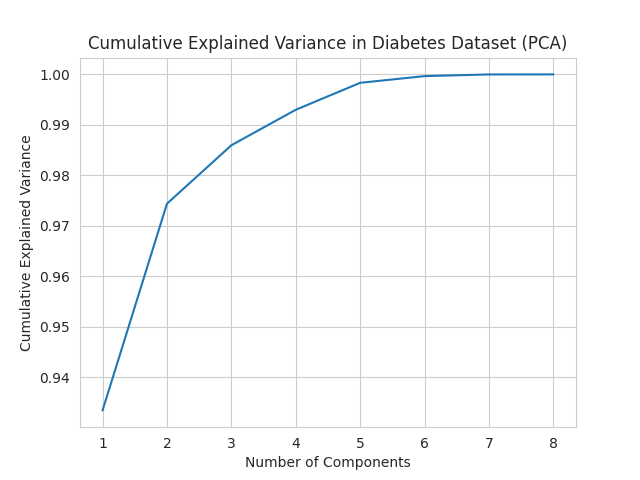 Cumulative Explained Variance in Diabetes Dataset (PCA)
1.00
0.99
0.98
0.97
0.96
0.95
0.94
Cumulative Explained Variance
1 2 3 4 5 6 7 8
Number of Components